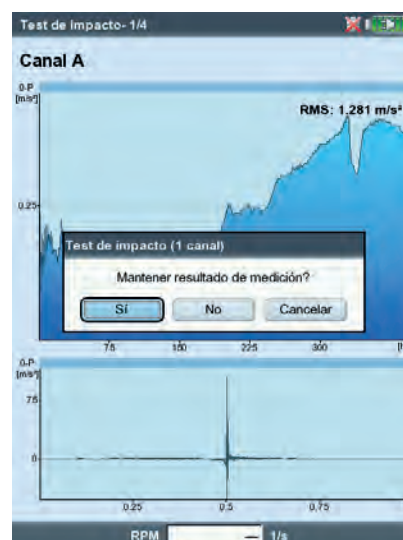 Test de impacto- 1/4
Canal A
0-P
[m/s²]
RMS: 1.281 m/s²
0.25
Test de impacto (1 canal)
Mantener resultado de medición?
Sí No Cancelar
75 150 225 300
0-P
[m/s²]
75
0
0.25 0.5 0.75
RPM — 1/s